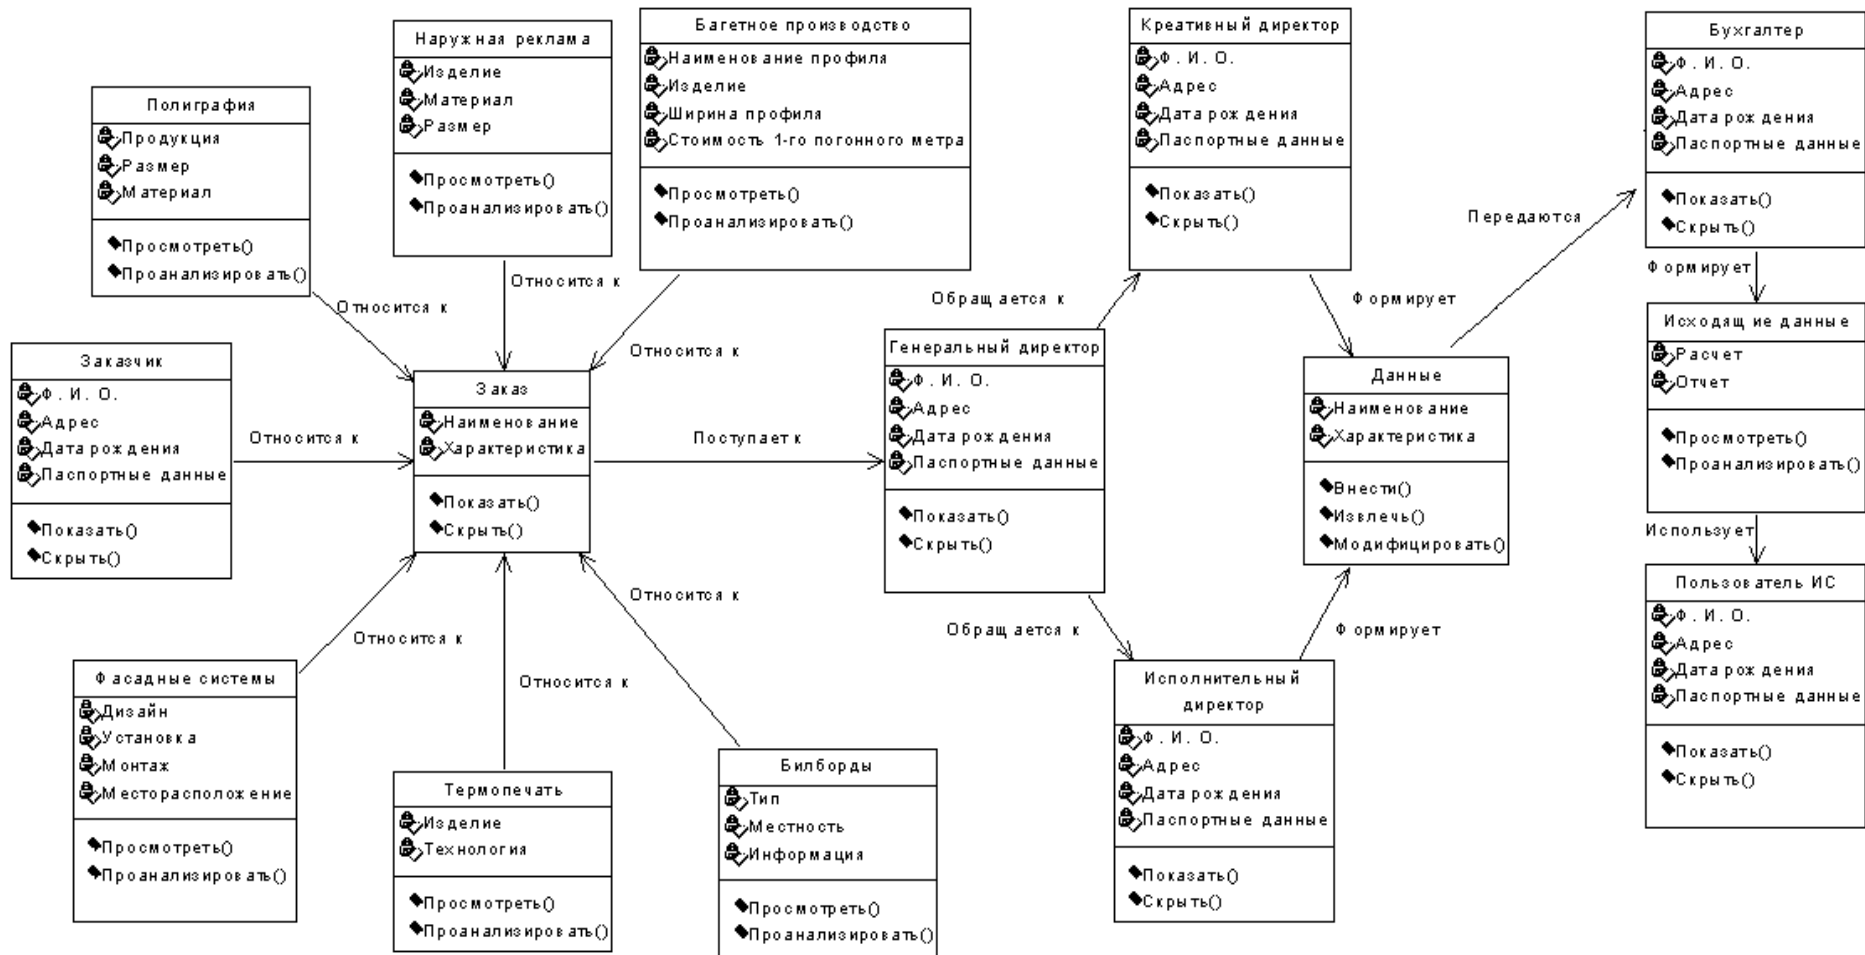 Полиграфия
Продукция
Размер
Материал
Просмотреть()
Проанализировать()
Наружная реклама
Изделие
Материал
Размер
Просмотреть()
Проанализировать()
Багетное производство
Наименование профиля
Изделие
Ширина профиля
Стоимость 1-го погонного метра
Просмотреть()
Проанализировать()
Креативный директор
Ф. И. О.
Адрес
Дата рождения
Паспортные данные
Показать()
Скрыть()
Бухгалтер
Ф. И. О.
Адрес
Дата рождения
Паспортные данные
Показать()
Скрыть()
Относится к
Относится к
Относится к
Обращается к
Формирует
Передаются
Формирует
Заказчик
Ф. И. О.
Адрес
Дата рождения
Паспортные данные
Показать()
Скрыть()
Относится к
Заказ
Наименование
Характеристика
Показать()
Скрыть()
Поступает к
Генеральный директор
Ф. И. О.
Адрес
Дата рождения
Паспортные данные
Показать()
Скрыть()
Данные
Наименование
Характеристика
Внести()
Извлечь()
Модифицировать()
Исходящие данные
Расчет
Отчет
Просмотреть()
Проанализировать()
Использует
Относится к
Относится к
Относится к
Обращается к
Формирует
Фасадные системы
Дизайн
Установка
Монтаж
Месторасположение
Просмотреть()
Проанализировать()
Термопечать
Изделие
Технология
Просмотреть()
Проанализировать()
Билборды
Тип
Местность
Информация
Просмотреть()
Проанализировать()
Исполнительный
директор
Ф. И. О.
Адрес
Дата рождения
Паспортные данные
Показать()
Скрыть()
Пользователь ИС
Ф. И. О.
Адрес
Дата рождения
Паспортные данные
Показать()
Скрыть()